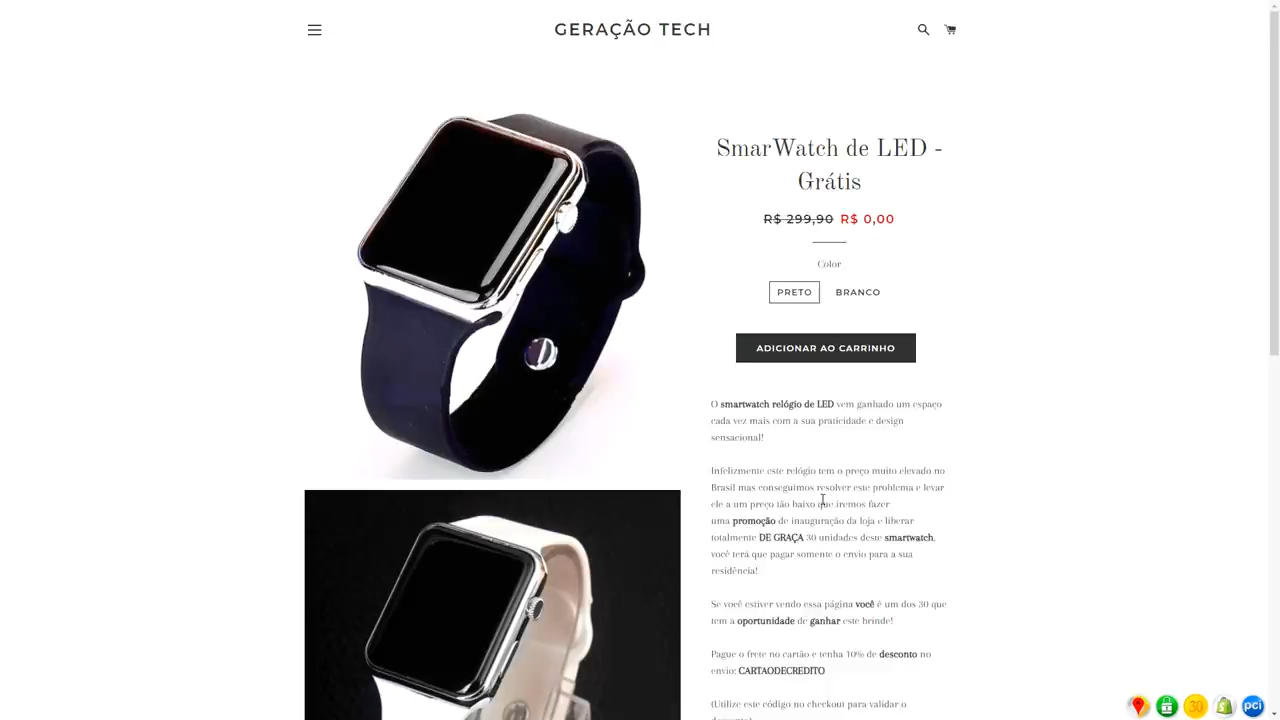 GERAÇÃO TECH
SmarWatch de LED -
Grátis
R$ 299,90 R$ 0,00
Color
PRETO BRANCO
ADICIONAR AO CARRINHO
O smartwatch relógio de LED vem ganhado um espaço
cada vez mais com a sua praticidade e design
sensacional!
Infelizmente este relógio tem o preço muito elevado no
Brasil mas conseguimos resolver este problema e levar
ele a um preço tão baixo que iremos fazer
uma promoção de inauguração da loja e liberar
totalmente DE GRAÇA 30 unidades deste smartwatch,
você terá que pagar somente o envio para a sua
residência!
Se você estiver vendo essa página você é um dos 30 que
tem a oportunidade de ganhar este brinde!
Pague o frete no cartão e tenha 10% de desconto no
envio: CARTAODECREDITO
(Utilize este código no checkout para validar o
30
pci